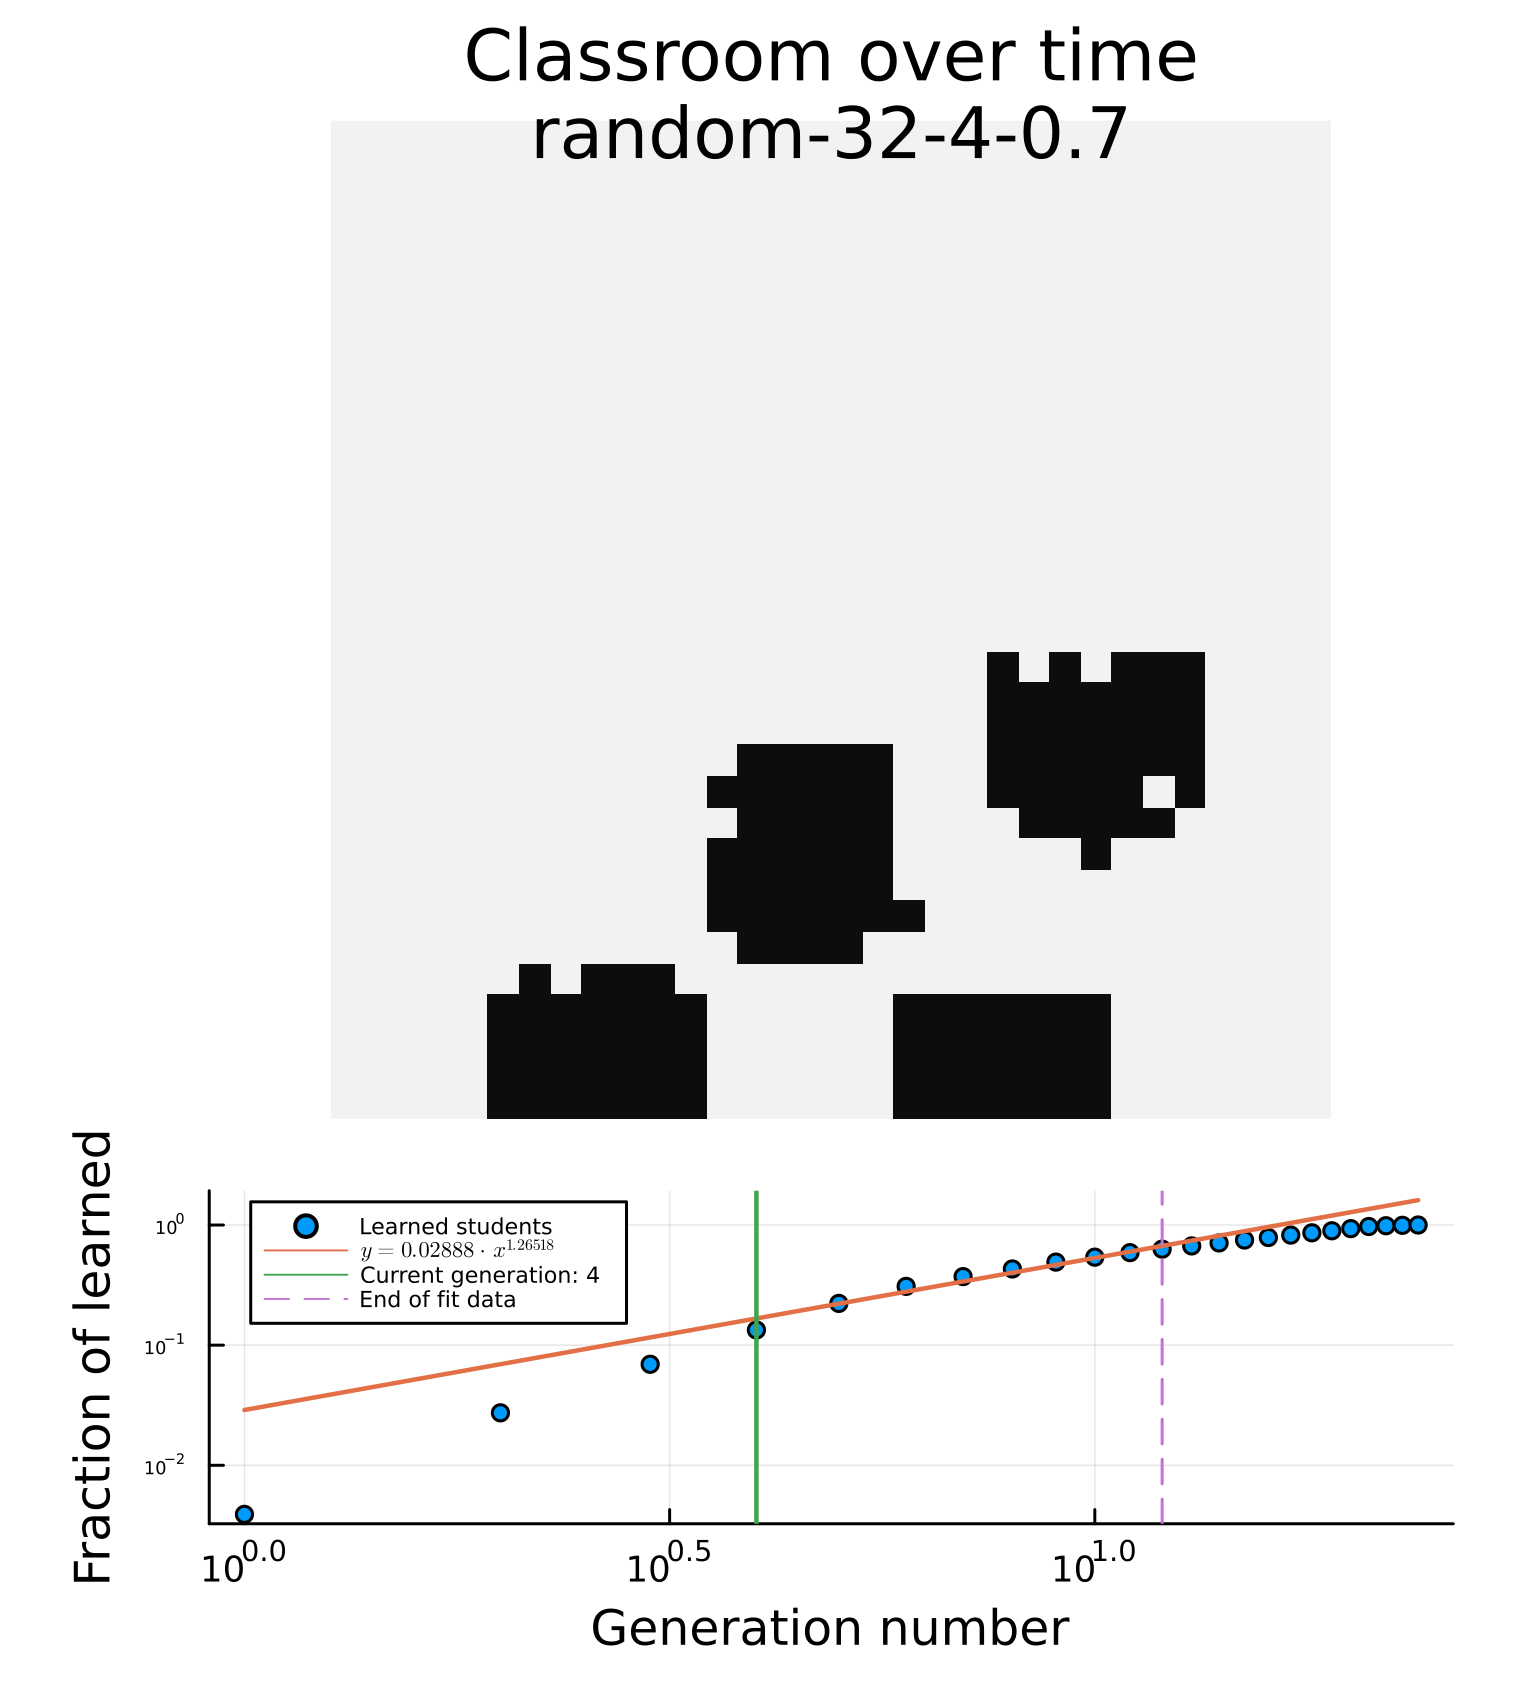 Classroom over time
random-32-4-0.7
Fraction of learned
10⁰
10⁻¹
10⁻²
Learned students
y = 0.02888 · x^1.26518
Current generation: 4
End of fit data
10^0.0
10^0.5
10^1.0
Generation number